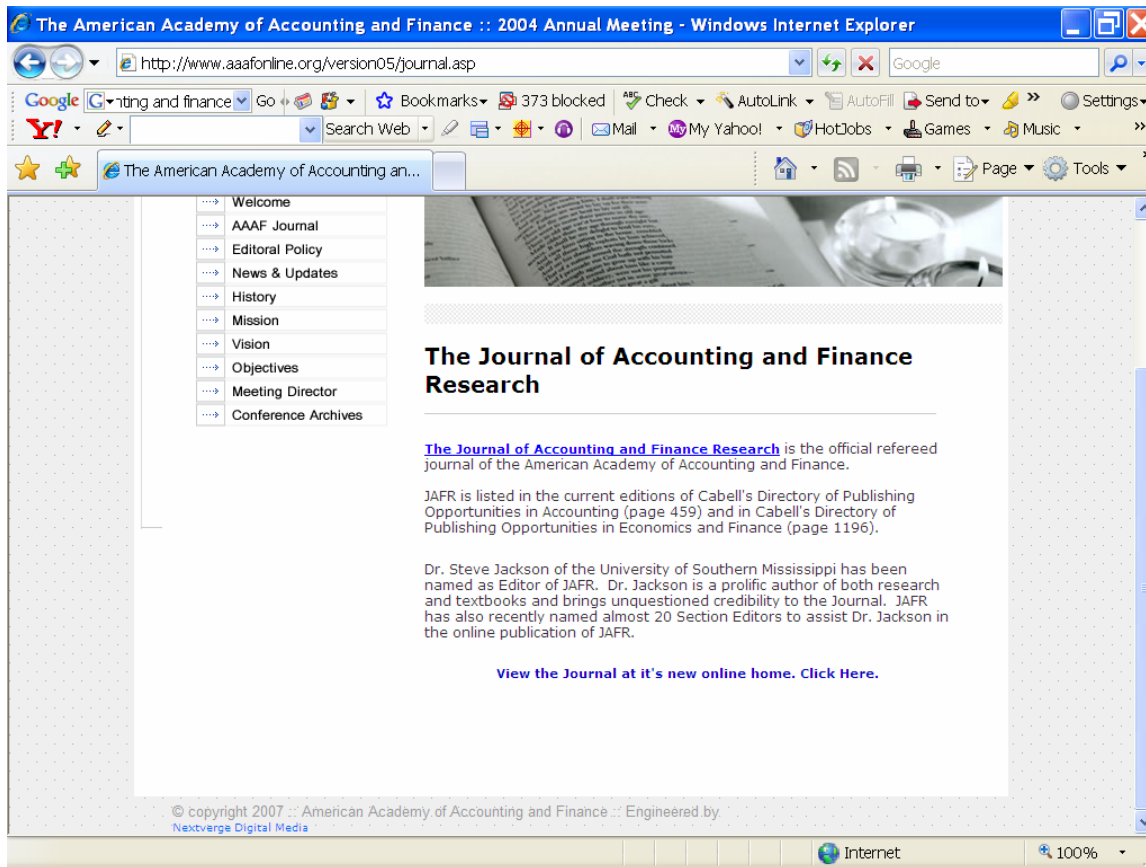 The American Academy of Accounting and Finance :: 2004 Annual Meeting - Windows Internet Explorer
http://www.aaafonline.org/version05/journal.asp
Google
Google nting and finance Go Bookmarks 373 blocked Check AutoLink AutoFill Send to Settings
Y! Search Web Mail My Yahoo! HotJobs Games Music
The American Academy of Accounting an... Page Tools
Welcome
AAAF Journal
Editoral Policy
News & Updates
History
Mission
Vision
Objectives
Meeting Director
Conference Archives
The Journal of Accounting and Finance
Research
The Journal of Accounting and Finance Research is the official refereed
journal of the American Academy of Accounting and Finance.
JAFR is listed in the current editions of Cabell's Directory of Publishing
Opportunities in Accounting (page 459) and in Cabell's Directory of
Publishing Opportunities in Economics and Finance (page 1196).
Dr. Steve Jackson of the University of Southern Mississippi has been
named as Editor of JAFR. Dr. Jackson is a prolific author of both research
and textbooks and brings unquestioned credibility to the Journal. JAFR
has also recently named almost 20 Section Editors to assist Dr. Jackson in
the online publication of JAFR.
View the Journal at it's new online home. Click Here.
© copyright 2007 :: American Academy of Accounting and Finance :: Engineered by
Nextverge Digital Media
Internet 100%